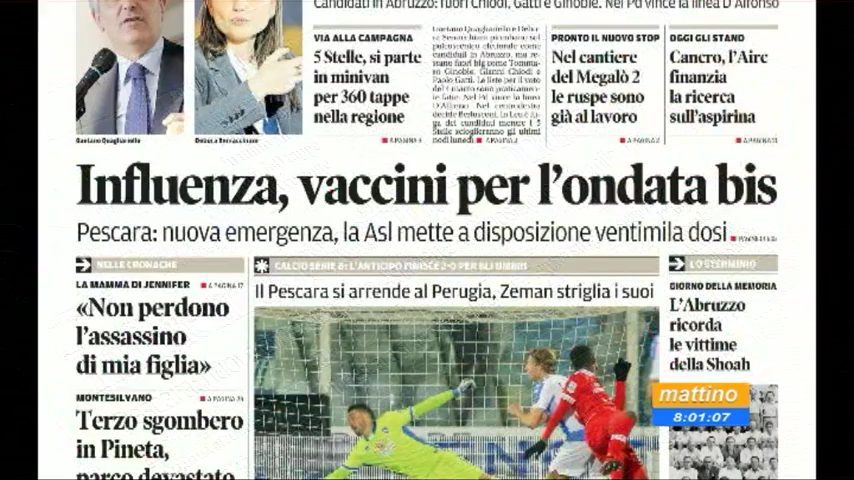 Candidati in Abruzzo: fuori Chiodi, Gatti e Ginoble. Nel Pd vince la linea D'Alfonso
Gaetano Quagliariello
VIA ALLA CAMPAGNA
5 Stelle, si parte
in minivan
per 360 tappe
nella regione
PRONTO IL NUOVO STOP
Nel cantiere
del Megalò 2
le ruspe sono
già al lavoro
OGGI GLI STAND
Cancro, l'Airc
finanzia
la ricerca
sull'aspirina
Influenza, vaccini per l'ondata bis
Pescara: nuova emergenza, la Asl mette a disposizione ventimila dosi
NELLE CRONACHE
LA MAMMA DI JENNIFER
A PAGINA 17
«Non perdono
l'assassino
di mia figlia»
MONTESILVANO
Terzo sgombero
in Pineta,
parco devastato
CALCIO SERIE B: L'ANTICIPO FINISCE 2-0 PER GLI UMBRI
Il Pescara si arrende al Perugia, Zeman striglia i suoi
LO STERMINIO
GIORNO DELLA MEMORIA
L'Abruzzo
ricorda
le vittime
della Shoah
mattino
8:01:07